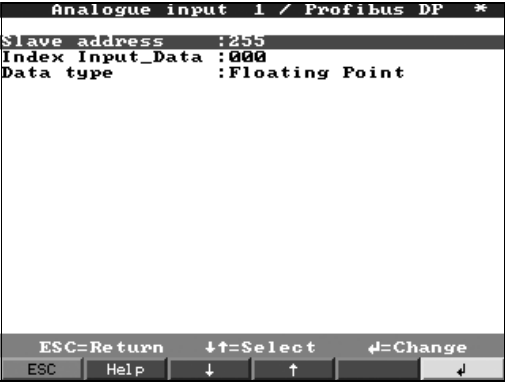 Analogue input 1 / Profibus DP *
Slave address :255
Index Input_Data :000
Data type :Floating Point
ESC=Return ↓↑=Select ↲=Change
ESC Help ↓ ↑ ↲